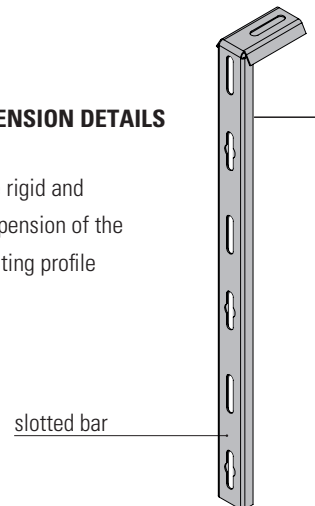 ENSION DETAILS
rigid and
pension of the
ting profile
slotted bar